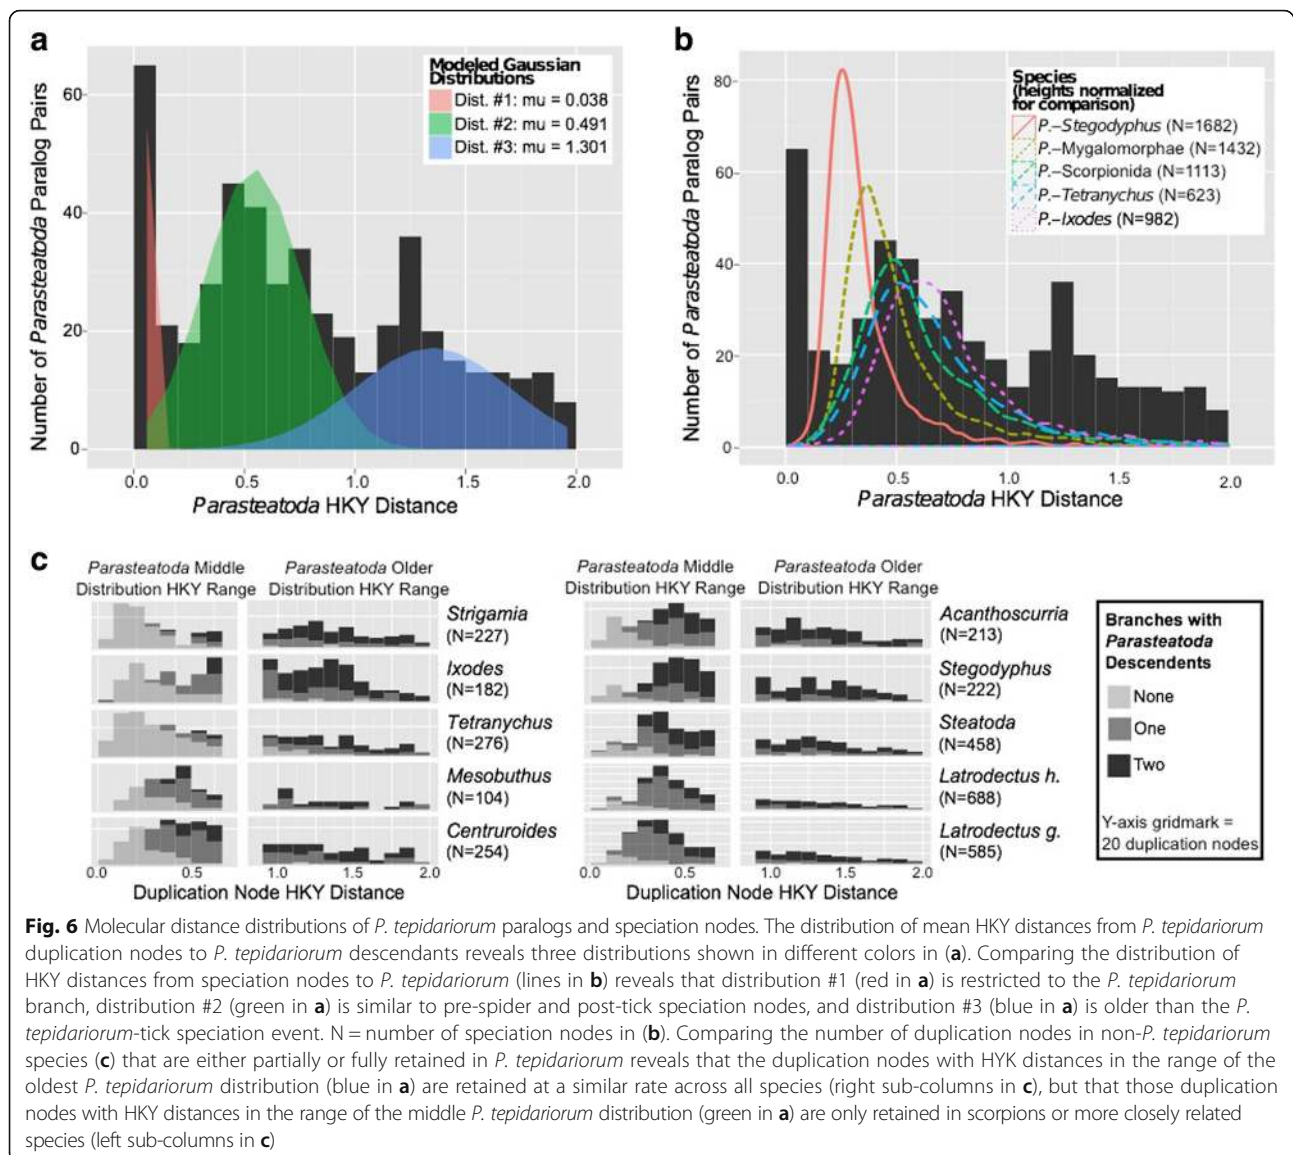 a
Number of Parasteatoda Paralog Pairs
60
40
20
0
0.0 0.5 1.0 1.5 2.0
Parasteatoda HKY Distance
Modeled Gaussian
Distributions
Dist. #1: mu = 0.038
Dist. #2: mu = 0.491
Dist. #3: mu = 1.301
b
Number of Parasteatoda Paralog Pairs
80
60
40
20
0
0.0 0.5 1.0 1.5 2.0
Parasteatoda HKY Distance
Species
(heights normalized
for comparison)
P.–Stegodyphus (N=1682)
P.–Mygalomorphae (N=1432)
P.–Scorpionida (N=1113)
P.–Tetranychus (N=623)
P.–Ixodes (N=982)
c
Parasteatoda Middle
Distribution HKY Range
Parasteatoda Older
Distribution HKY Range
Strigamia
(N=227)
Ixodes
(N=182)
Tetranychus
(N=276)
Mesobuthus
(N=104)
Centruroides
(N=254)
0.0 0.5 1.0 1.5 2.0
Duplication Node HKY Distance
Parasteatoda Middle
Distribution HKY Range
Parasteatoda Older
Distribution HKY Range
Acanthoscurria
(N=213)
Stegodyphus
(N=222)
Steatoda
(N=458)
Latrodectus h.
(N=688)
Latrodectus g.
(N=585)
0.0 0.5 1.0 1.5 2.0
Duplication Node HKY Distance
Branches with
Parasteatoda
Descendents
None
One
Two
Y-axis gridmark =
20 duplication nodes
Fig. 6 Molecular distance distributions of P. tepidariorum paralogs and speciation nodes. The distribution of mean HKY distances from P. tepidariorum
duplication nodes to P. tepidariorum descendants reveals three distributions shown in different colors in (a). Comparing the distribution of
HKY distances from speciation nodes to P. tepidariorum (lines in b) reveals that distribution #1 (red in a) is restricted to the P. tepidariorum
branch, distribution #2 (green in a) is similar to pre-spider and post-tick speciation nodes, and distribution #3 (blue in a) is older than the P.
tepidariorum-tick speciation event. N = number of speciation nodes in (b). Comparing the number of duplication nodes in non-P. tepidariorum
species (c) that are either partially or fully retained in P. tepidariorum reveals that the duplication nodes with HYK distances in the range of the
oldest P. tepidariorum distribution (blue in a) are retained at a similar rate across all species (right sub-columns in c), but that those duplication
nodes with HKY distances in the range of the middle P. tepidariorum distribution (green in a) are only retained in scorpions or more closely related
species (left sub-columns in c)